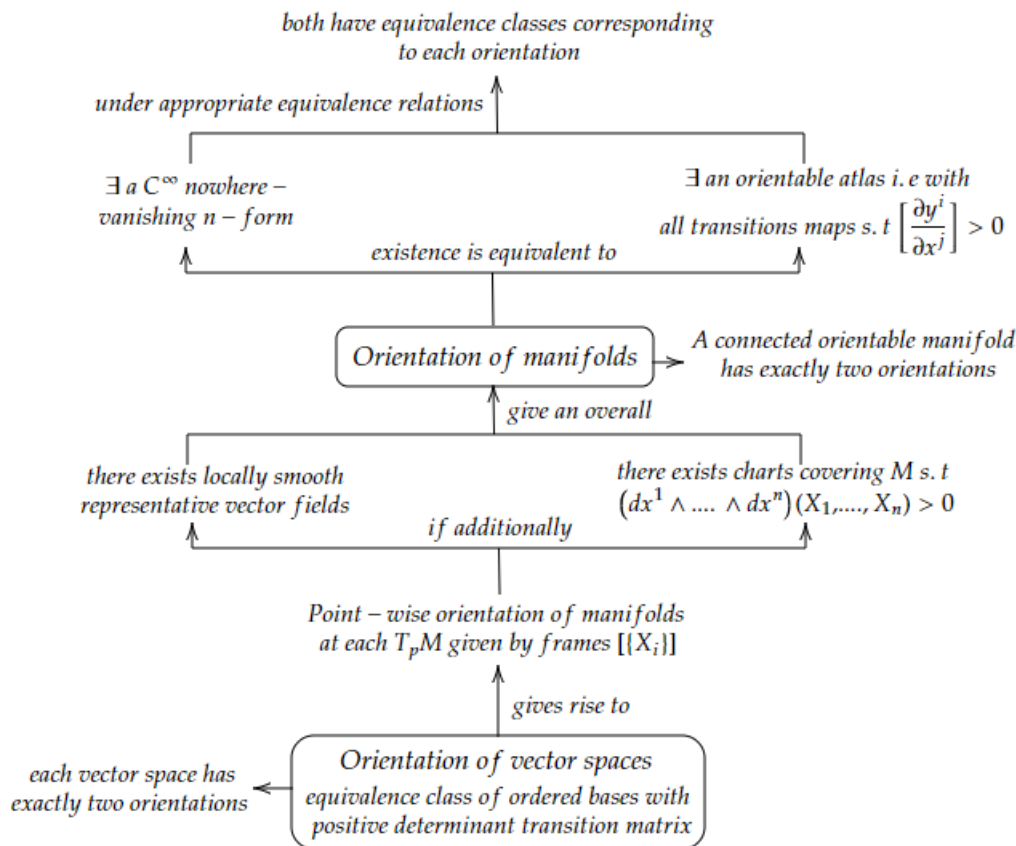 both have equivalence classes corresponding
to each orientation
under appropriate equivalence relations
∃ a C^∞ nowhere −
vanishing n − form
∃ an orientable atlas i.e with
all transitions maps s.t [∂y^i/∂x^j] > 0
existence is equivalent to
Orientation of manifolds
A connected orientable manifold
has exactly two orientations
give an overall
there exists locally smooth
representative vector fields
there exists charts covering M s.t
(dx^1 ∧ .... ∧ dx^n)(X_1,...., X_n) > 0
if additionally
Point − wise orientation of manifolds
at each T_pM given by frames [{X_i}]
gives rise to
Orientation of vector spaces
equivalence class of ordered bases with
positive determinant transition matrix
each vector space has
exactly two orientations